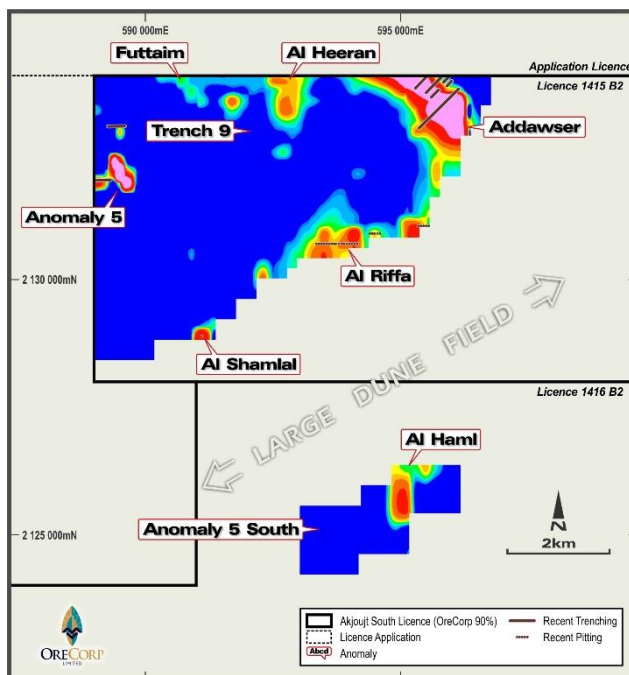 590 000mE
595 000mE
Futtaim
Al Heeran
Application Licence
Licence 1415 B2
Trench 9
Addawser
Anomaly 5
2 130 000mN
Al Riffa
Al Shamlal
LARGE DUNE FIELD
Licence 1416 B2
Al Haml
Anomaly 5 South
2 125 000mN
N
2km
Akjoujt South Licence (OreCorp 90%)
Recent Trenching
Licence Application
Recent Pitting
Abcd
Anomaly
ORECORP
LIMITED